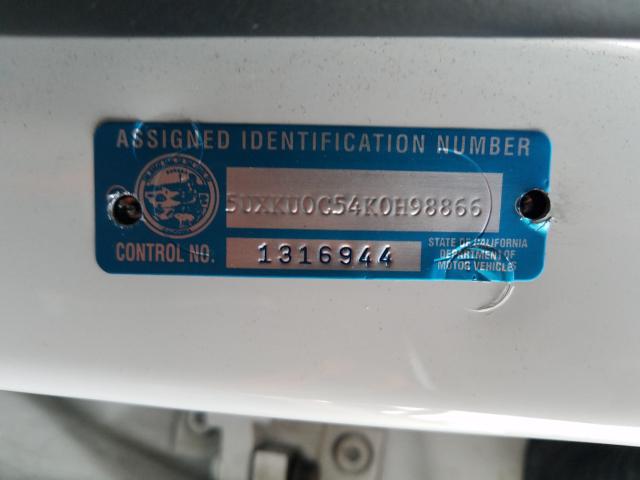 ASSIGNED IDENTIFICATION NUMBER
5UXKU0C54K0H98866
CONTROL NO. 1316944
STATE OF CALIFORNIA
DEPARTMENT OF
MOTOR VEHICLES